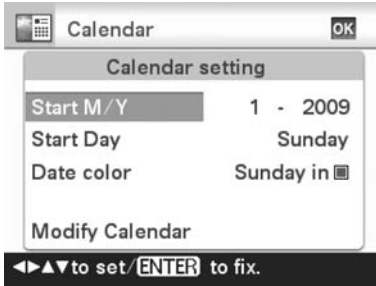 Calendar OK
Calendar setting
Start M/Y 1 - 2009
Start Day Sunday
Date color Sunday in
Modify Calendar
to set/ENTER to fix.